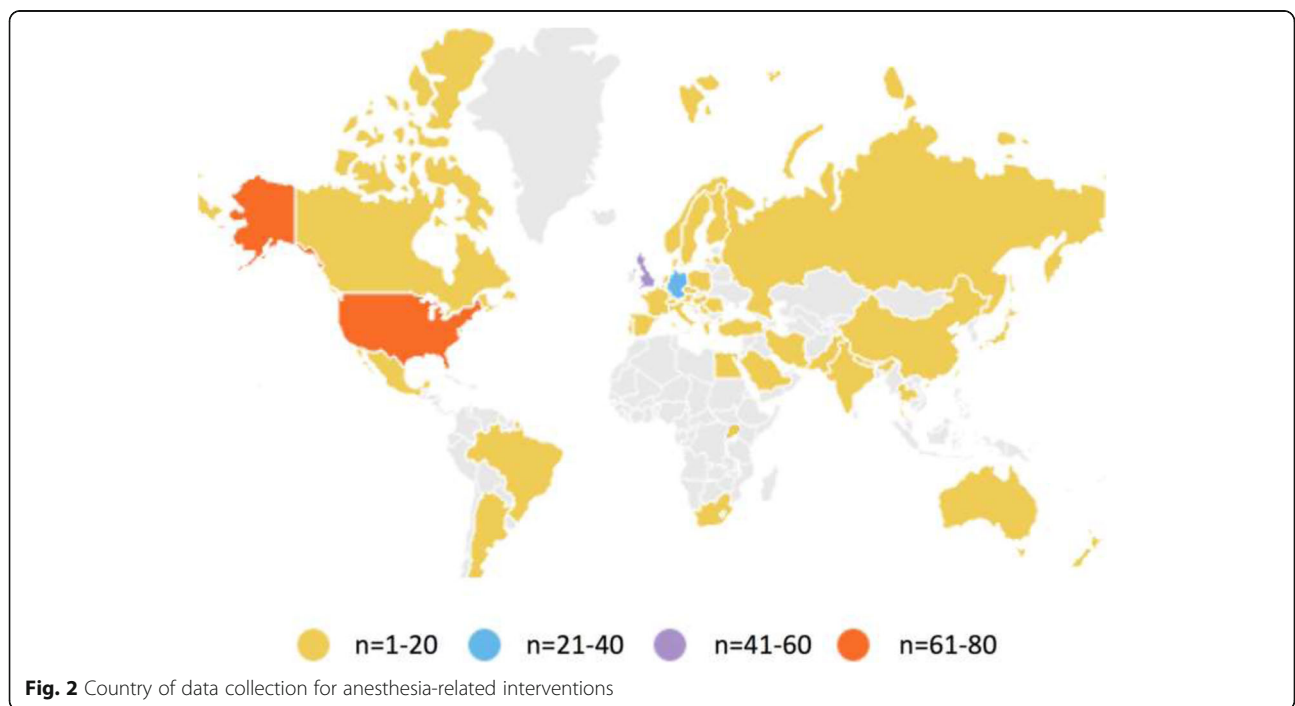 n=1-20 n=21-40 n=41-60 n=61-80
Fig. 2 Country of data collection for anesthesia-related interventions